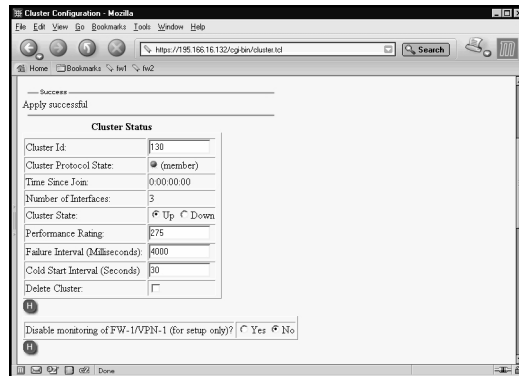 Cluster Configuration - Mozilla
File Edit View Go Bookmarks Tools Window Help
https://195.166.16.132/cgi-bin/cluster.tcl
Search
Home Bookmarks fw1 fw2
Success
Apply successful
Cluster Status
Cluster Id: 130
Cluster Protocol State: (member)
Time Since Join: 0:00:00:00
Number of Interfaces: 3
Cluster State: Up Down
Performance Rating: 275
Failure Interval (Milliseconds): 4000
Cold Start Interval (Seconds) 30
Delete Cluster:
H
Disable monitoring of FW-1/VPN-1 (for setup only)? Yes No
H
Done